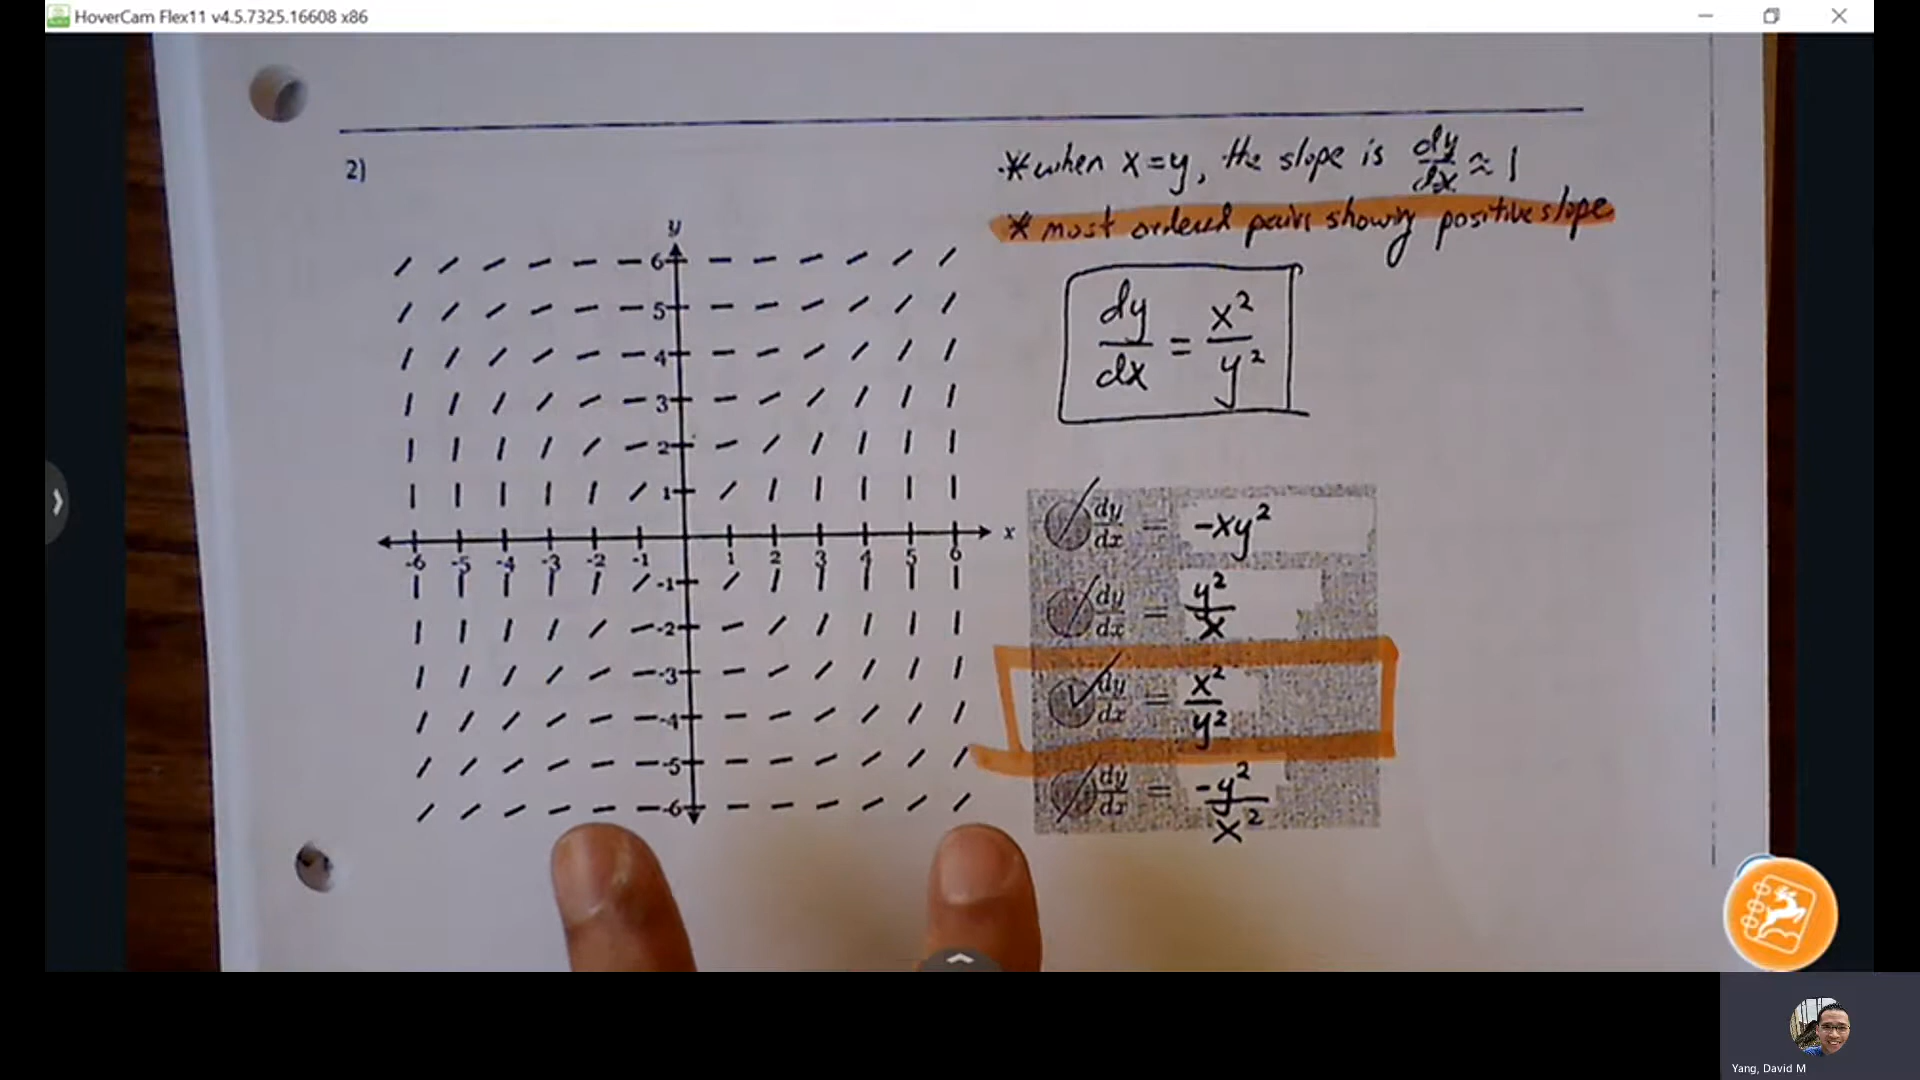 HoverCam Flex11 v4.5.7325.16608 x86
2)
* when x = y, the slope is dy/dx ≈ 1
* most ordered pairs showing positive slope
dy/dx = x²/y²
y
6
5
4
3
2
1
x
-6 -5 -4 -3 -2 -1 1 2 3 4 5 6
-1
-2
-3
-4
-5
-6
dy/dx = -xy²
dy/dx = y²/x
dy/dx = x²/y²
dy/dx = -y²/x²
Yang, David M